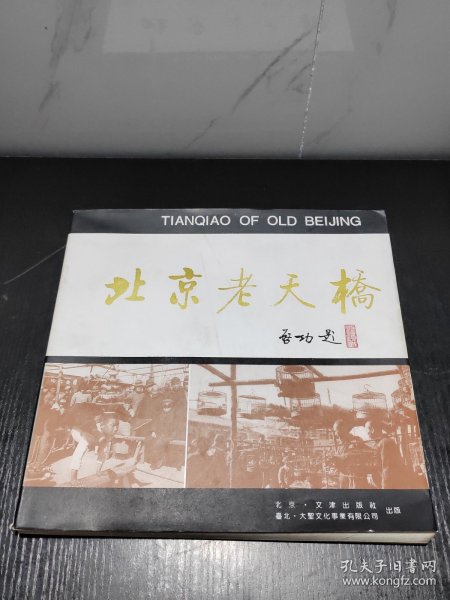 TIANQIAO OF OLD BEIJING
北京老天橋
启功题
北京·文津出版社
臺北·大聖文化事業有限公司 出版
孔夫子旧书网
www.kongfz.com